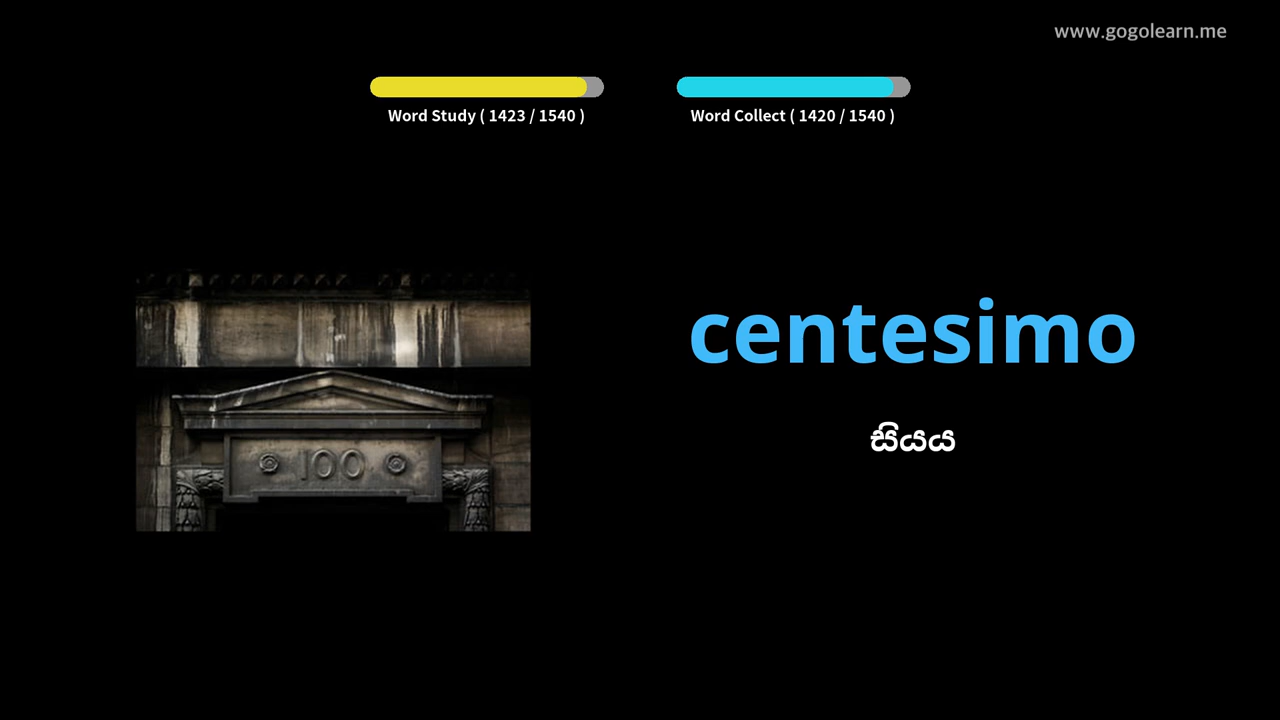 www.gogolearn.me
Word Study ( 1423 / 1540 )
Word Collect ( 1420 / 1540 )
centesimo
සියය
100